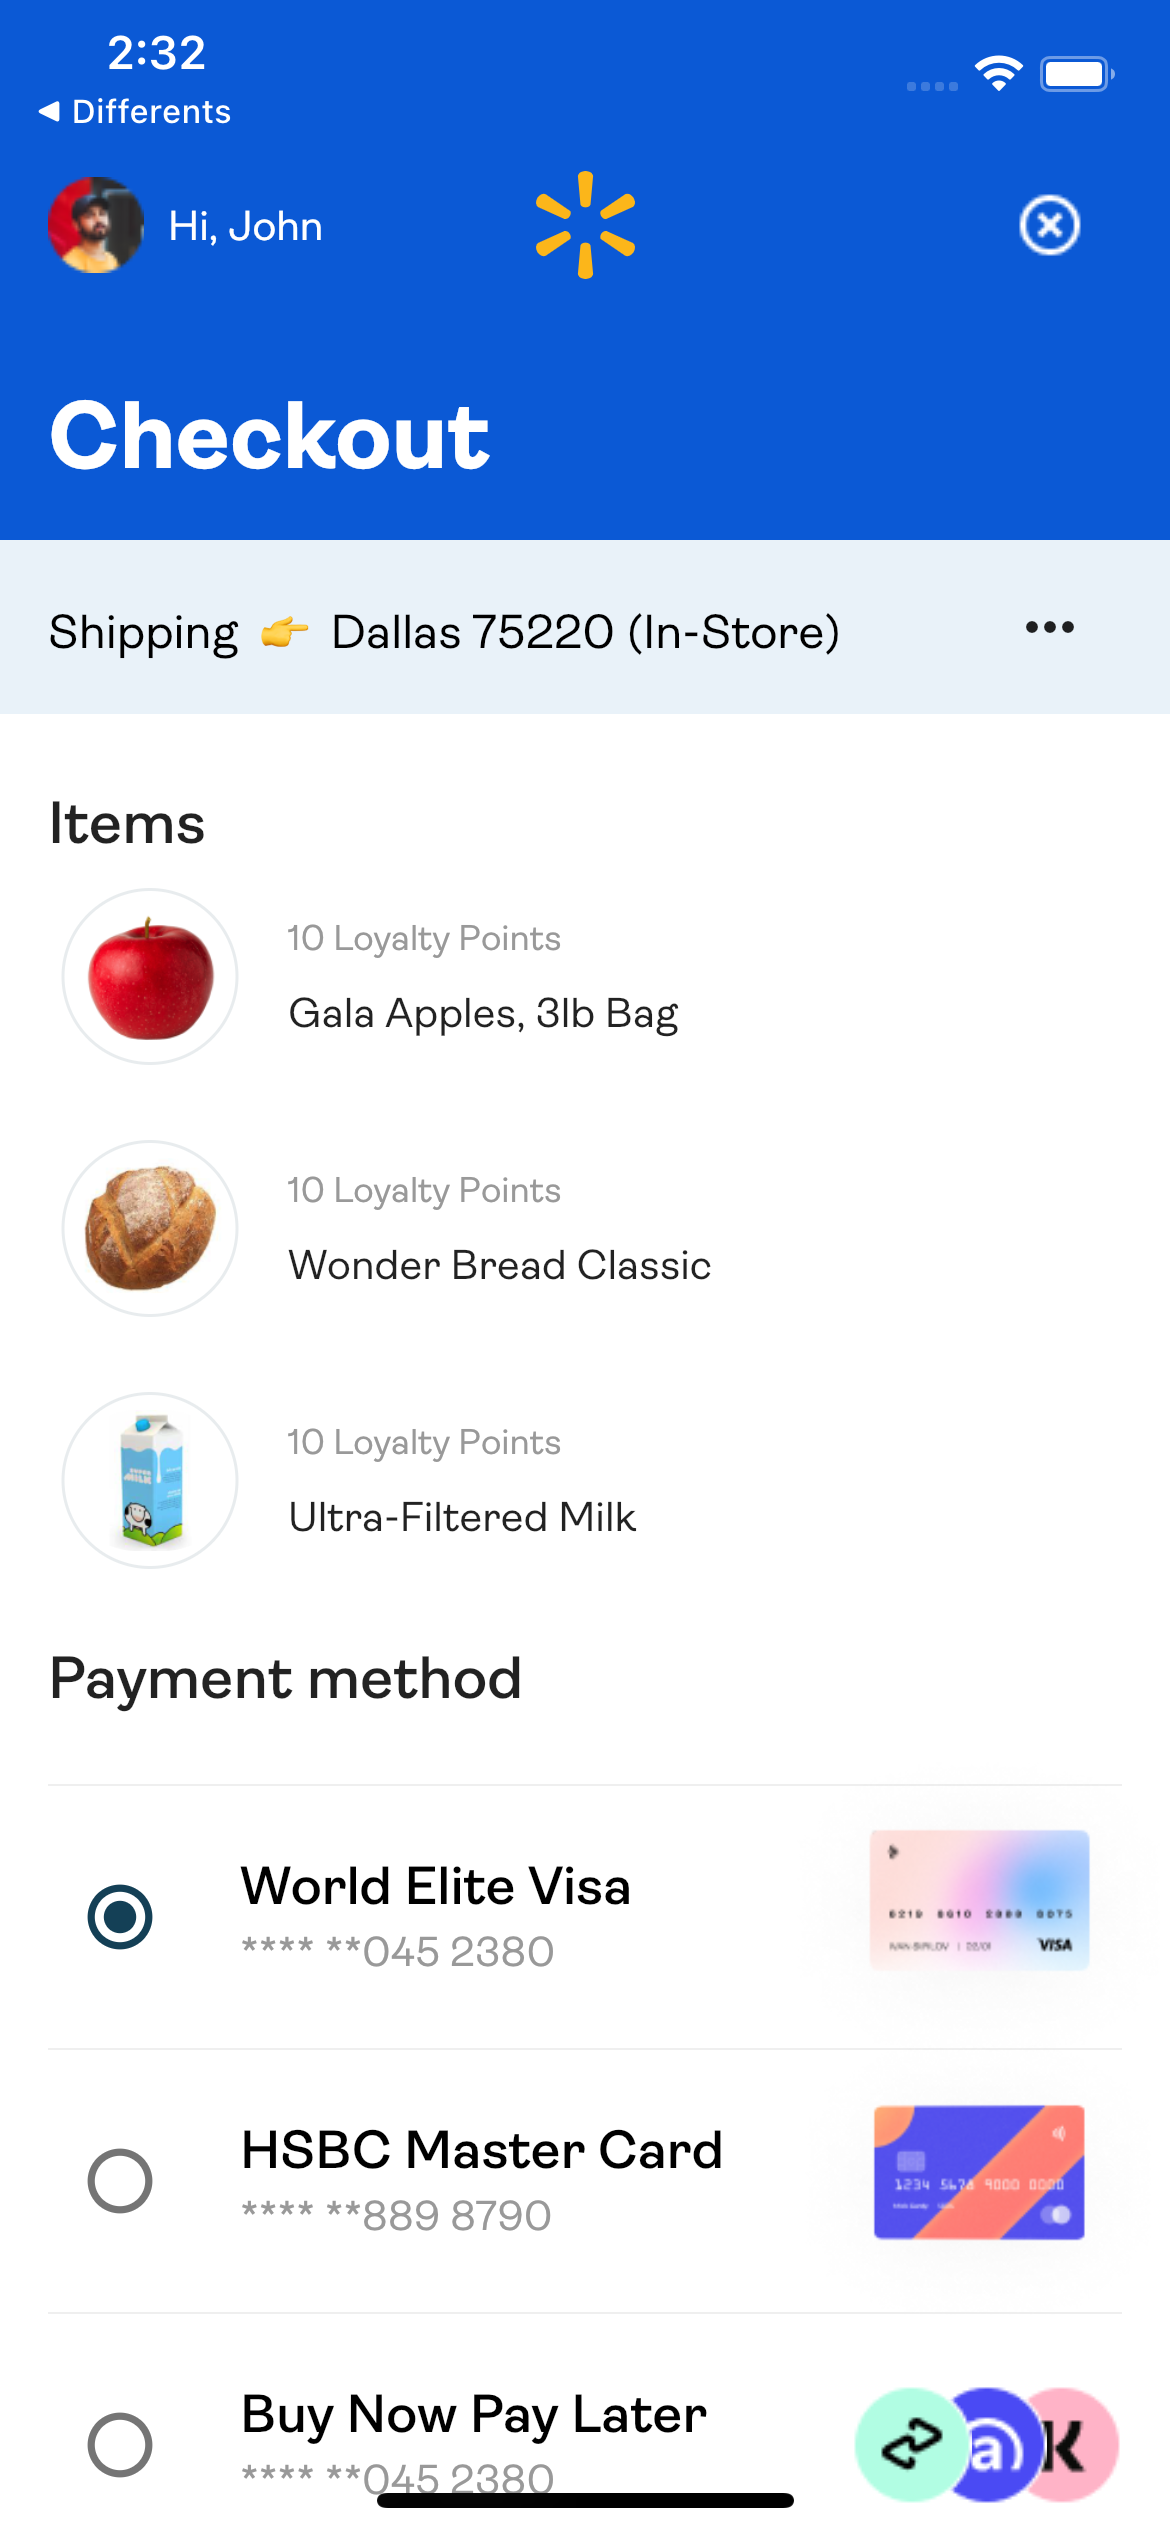 2:32
◀ Differents
Hi, John
Checkout
Shipping 👉 Dallas 75220 (In-Store)
Items
10 Loyalty Points
Gala Apples, 3lb Bag
10 Loyalty Points
Wonder Bread Classic
MILK
10 Loyalty Points
Ultra-Filtered Milk
Payment method
World Elite Visa
**** **045 2380
VISA
HSBC Master Card
**** **889 8790
1234 5678 9000 0000
Buy Now Pay Later
**** **045 2380
a K